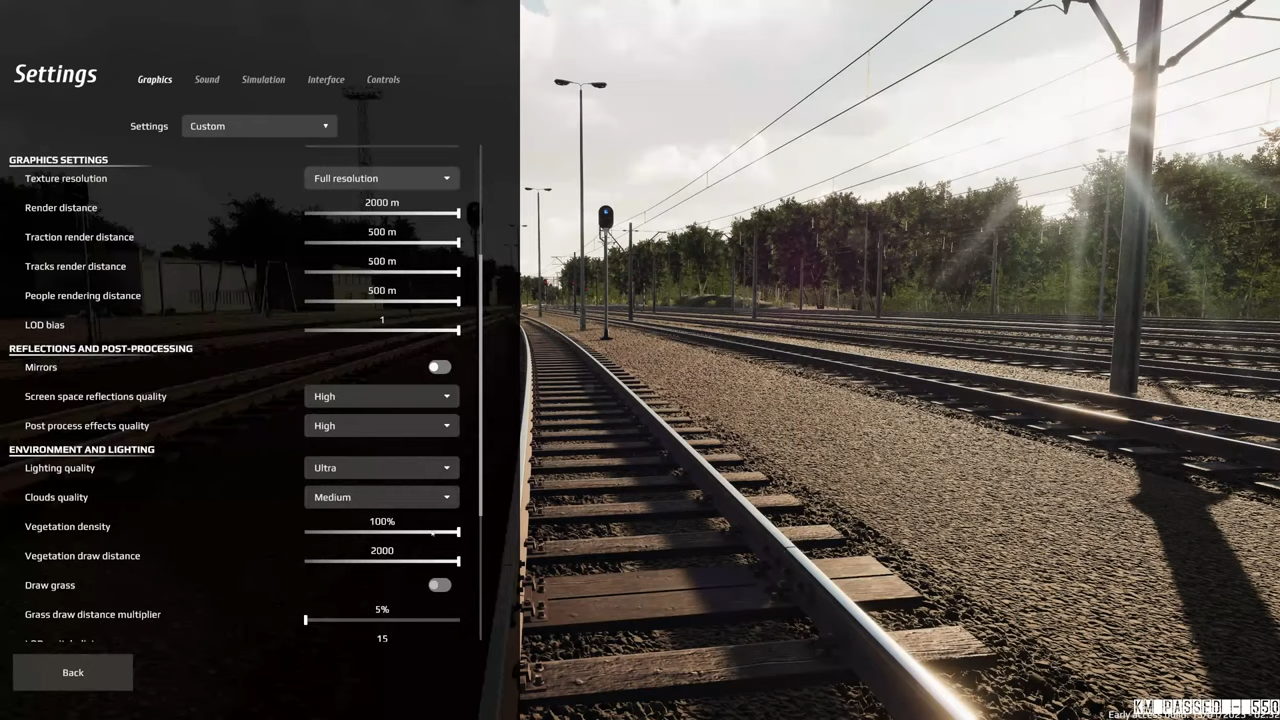 Settings
Graphics Sound Simulation Interface Controls
Settings Custom
GRAPHICS SETTINGS
Texture resolution Full resolution
Render distance 2000 m
Traction render distance 500 m
Tracks render distance 500 m
People rendering distance 500 m
LOD bias 1
REFLECTIONS AND POST-PROCESSING
Mirrors
Screen space reflections quality High
Post process effects quality High
ENVIRONMENT AND LIGHTING
Lighting quality Ultra
Clouds quality Medium
Vegetation density 100%
Vegetation draw distance 2000
Draw grass
Grass draw distance multiplier 5%
15
Back
KM PASSED
Early access